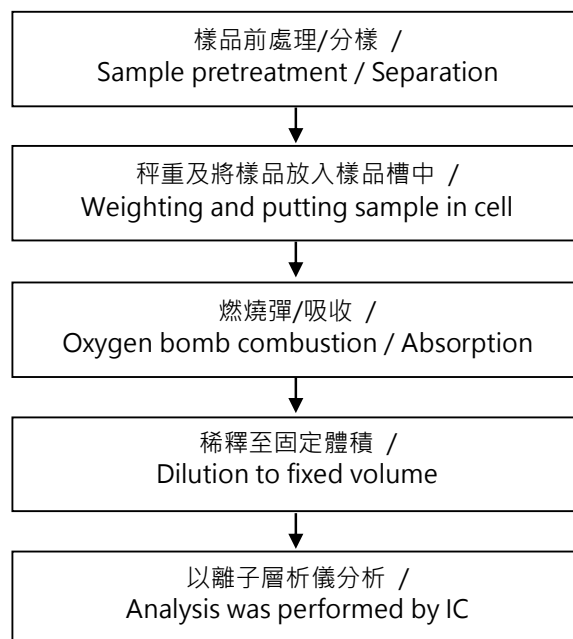 樣品前處理/分樣 /
Sample pretreatment / Separation
秤重及將樣品放入樣品槽中 /
Weighting and putting sample in cell
燃燒彈/吸收 /
Oxygen bomb combustion / Absorption
稀釋至固定體積 /
Dilution to fixed volume
以離子層析儀分析 /
Analysis was performed by IC